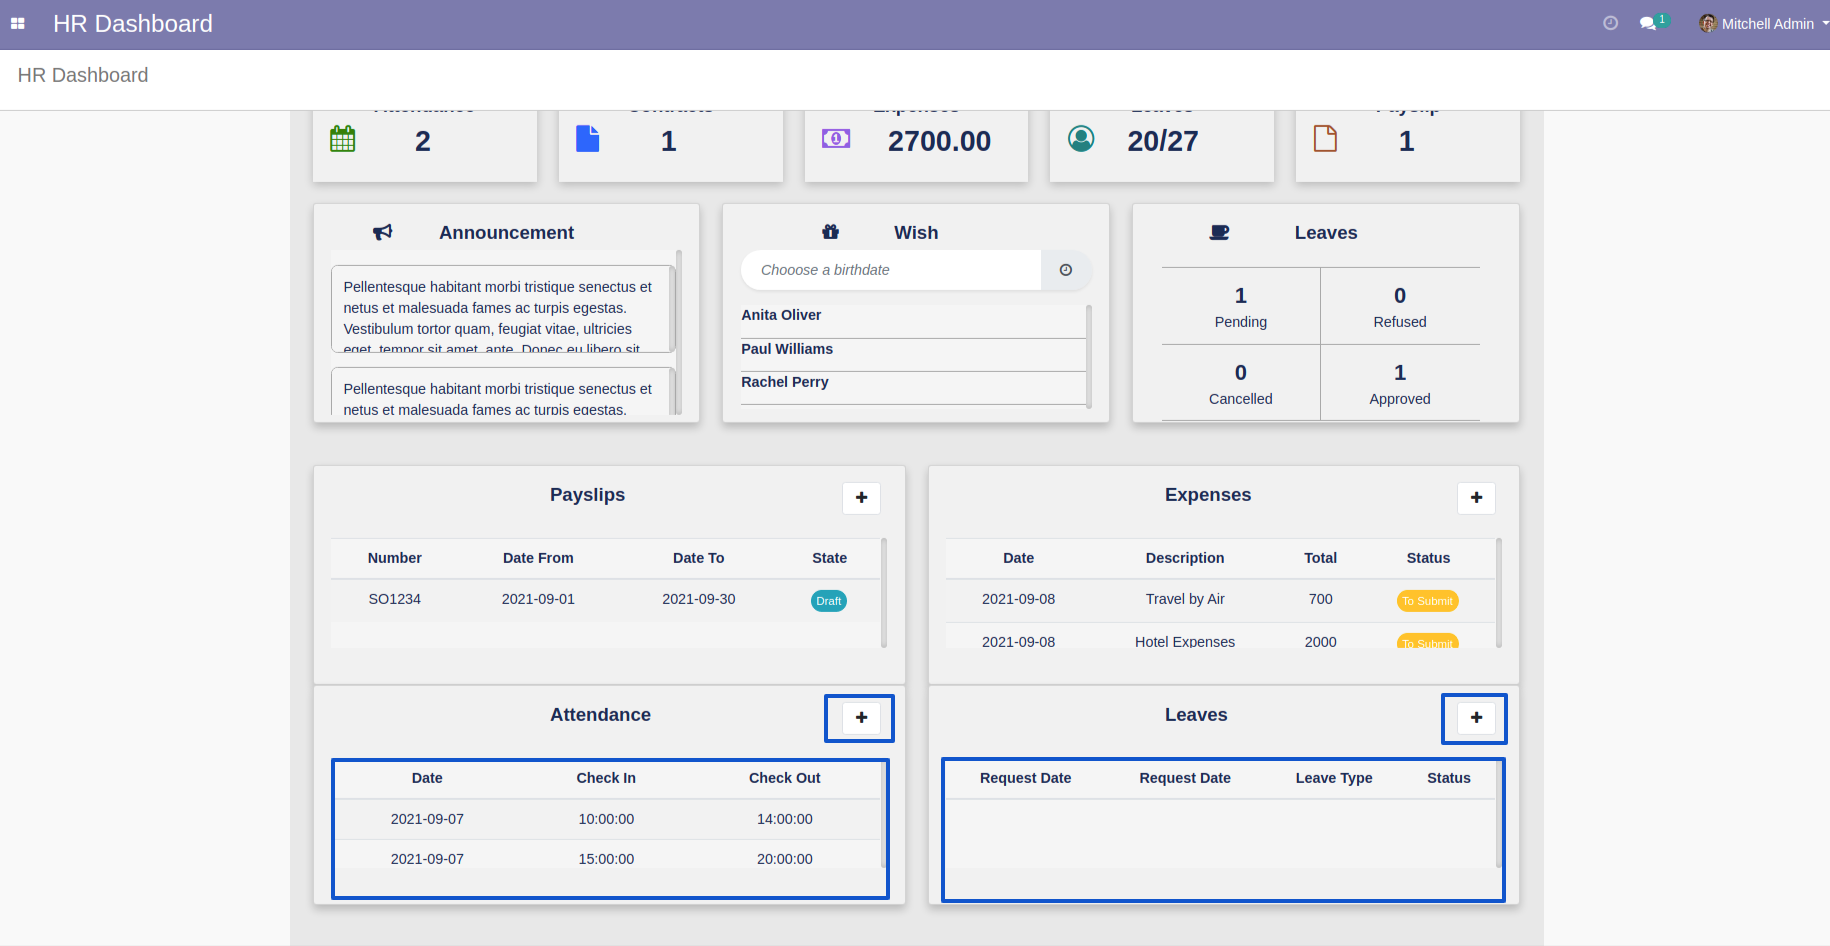 HR Dashboard
1
Mitchell Admin
HR Dashboard
Attendance Contracts Expenses Leaves Payslip
2 1 2700.00 20/27 1
Announcement
Pellentesque habitant morbi tristique senectus et
netus et malesuada fames ac turpis egestas.
Vestibulum tortor quam, feugiat vitae, ultricies
eget, tempor sit amet, ante. Donec eu libero sit
Pellentesque habitant morbi tristique senectus et
netus et malesuada fames ac turpis egestas.
Wish
Chooose a birthdate
Anita Oliver
Paul Williams
Rachel Perry
Leaves
1 0
Pending Refused
0 1
Cancelled Approved
Payslips
Number Date From Date To State
SO1234 2021-09-01 2021-09-30 Draft
Expenses
Date Description Total Status
2021-09-08 Travel by Air 700 To Submit
2021-09-08 Hotel Expenses 2000 To Submit
Attendance
Date Check In Check Out
2021-09-07 10:00:00 14:00:00
2021-09-07 15:00:00 20:00:00
Leaves
Request Date Request Date Leave Type Status